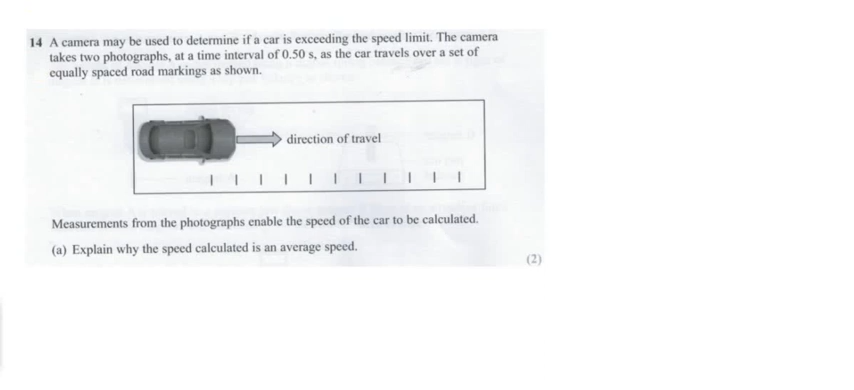 14 A camera may be used to determine if a car is exceeding the speed limit. The camera
takes two photographs, at a time interval of 0.50 s, as the car travels over a set of
equally spaced road markings as shown.
direction of travel
Measurements from the photographs enable the speed of the car to be calculated.
(a) Explain why the speed calculated is an average speed.
(2)